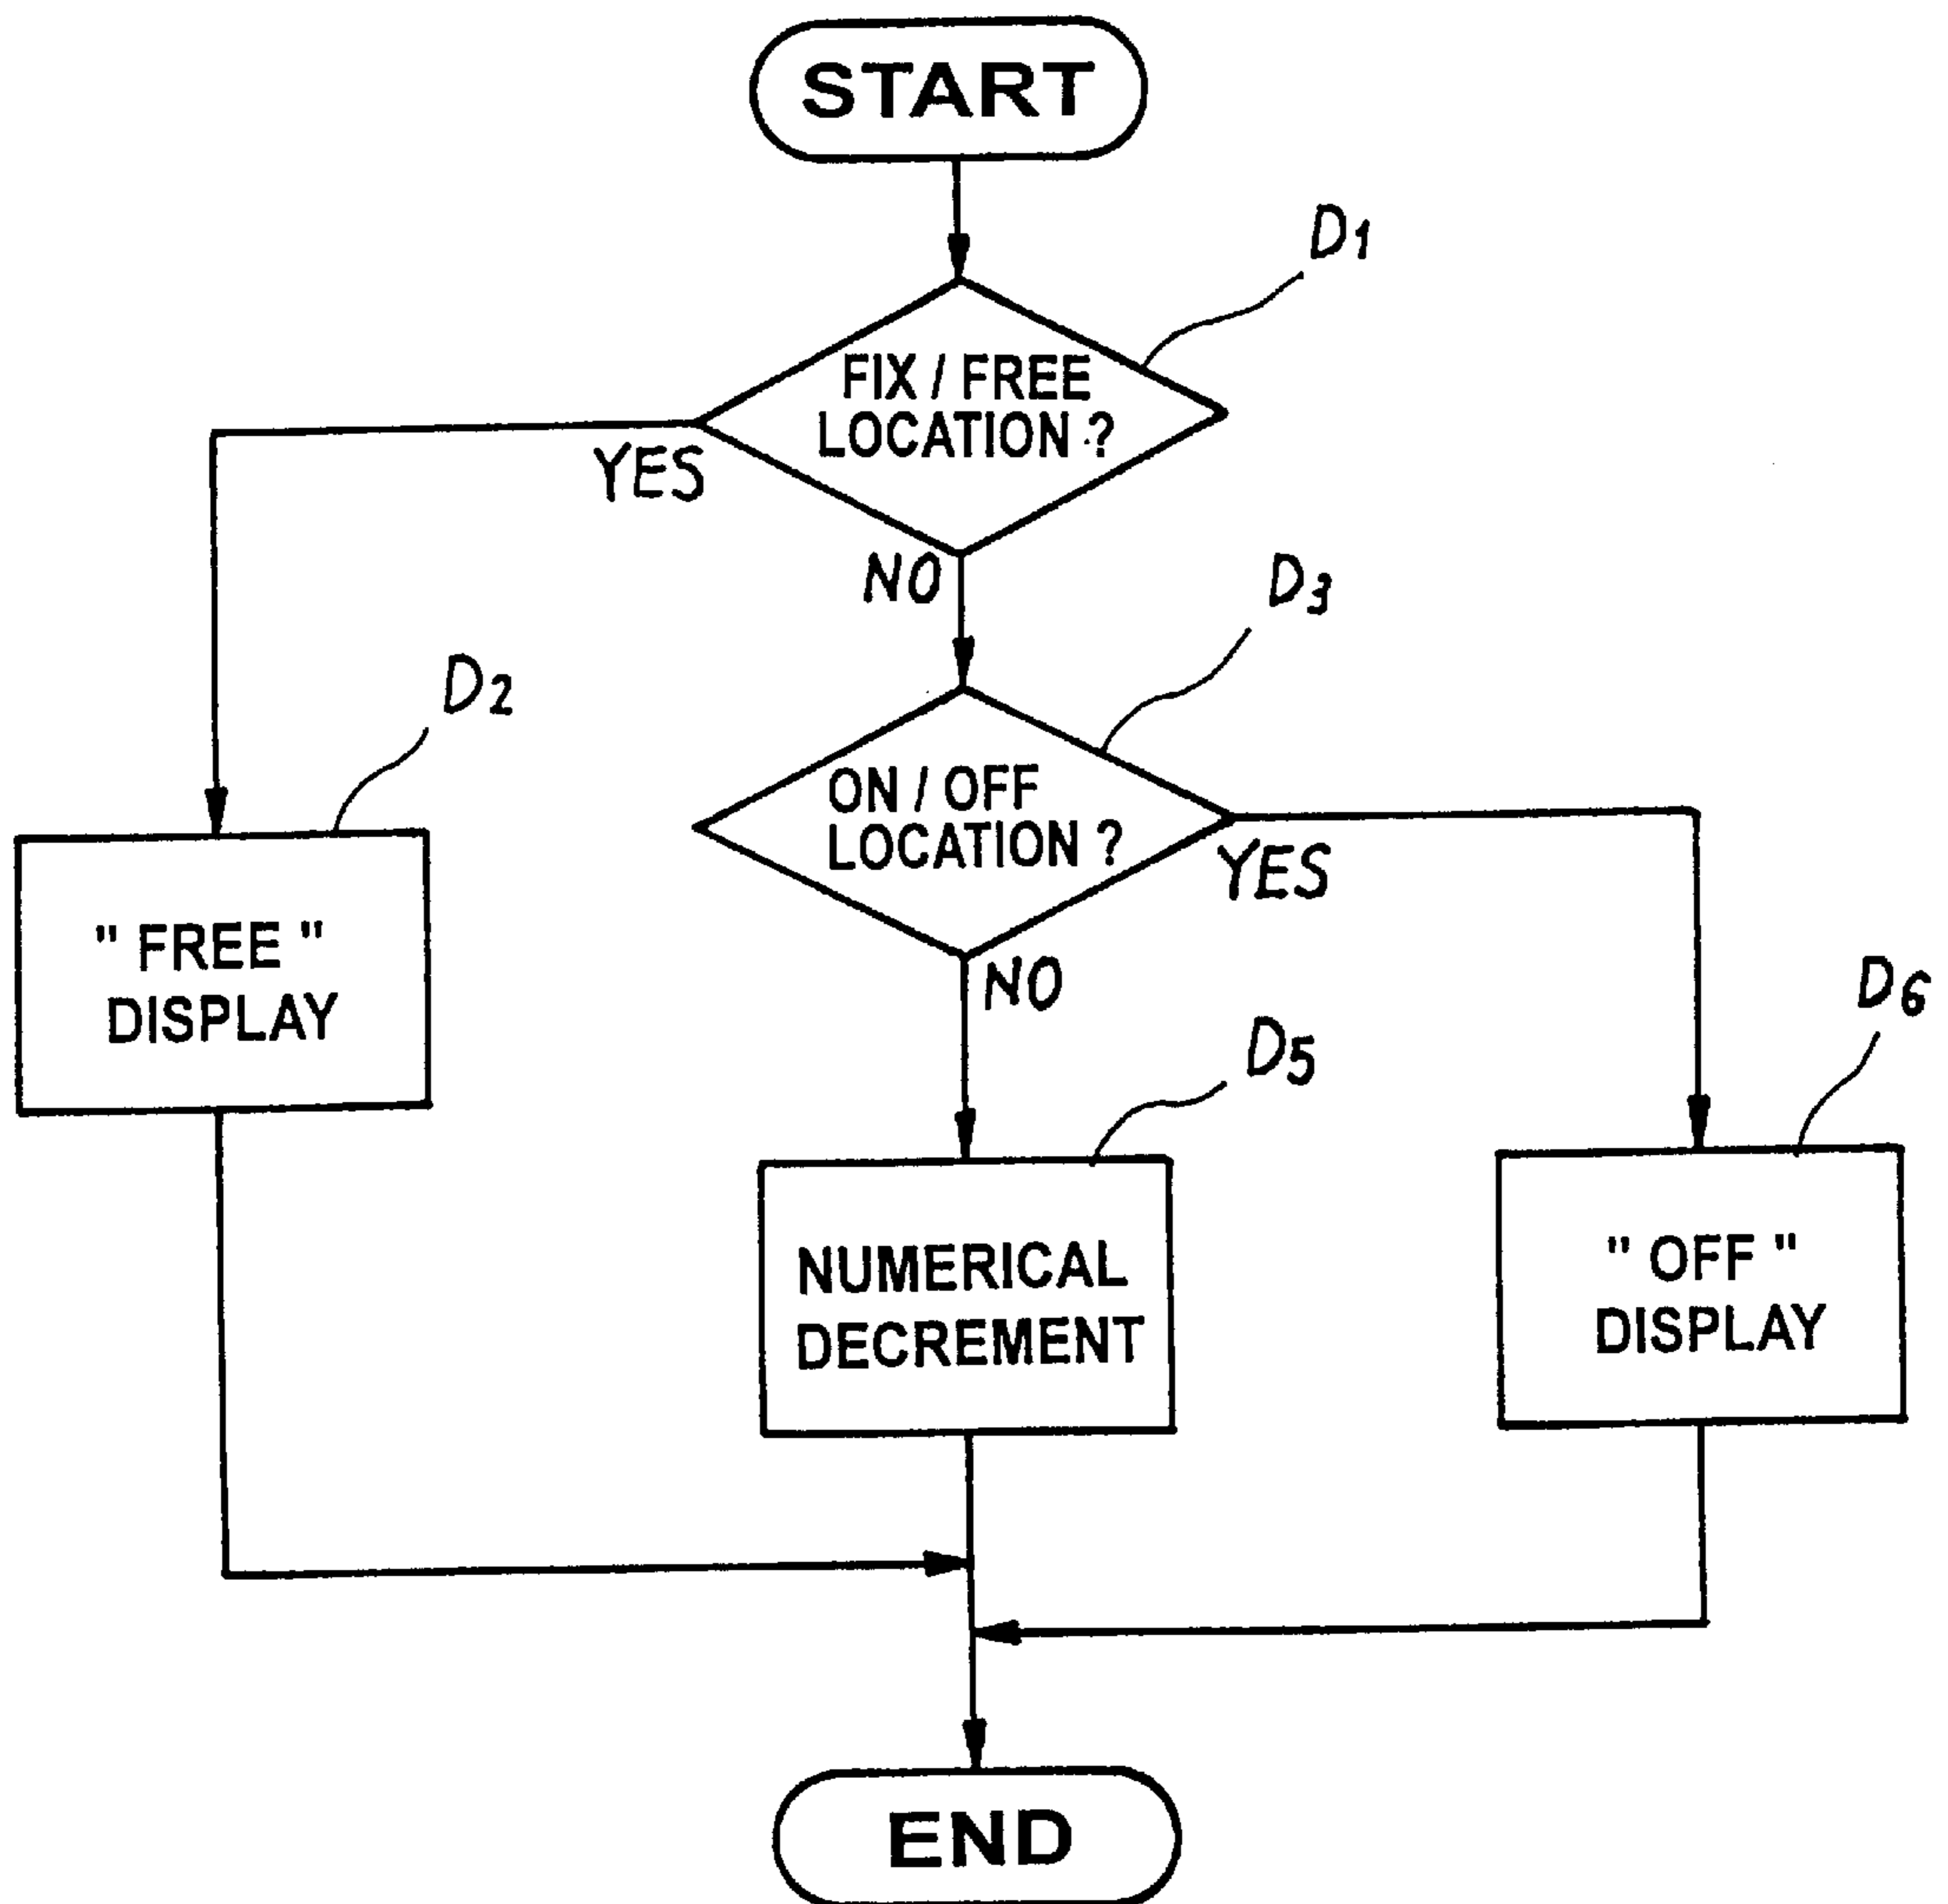 START
D1
FIX / FREE
LOCATION ?
YES
NO
D3
D2
ON / OFF
LOCATION ?
YES
" FREE "
DISPLAY
NO
D6
D5
NUMERICAL
DECREMENT
" OFF "
DISPLAY
END